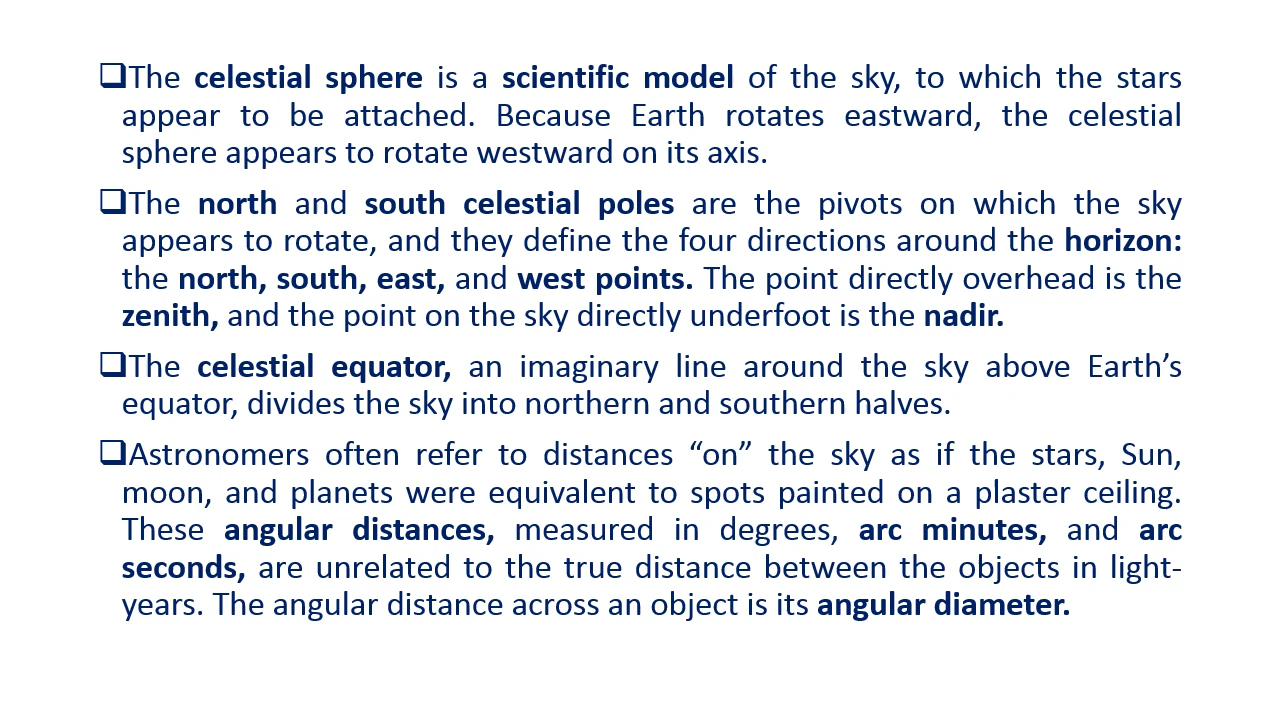 ❑The celestial sphere is a scientific model of the sky, to which the stars
appear to be attached. Because Earth rotates eastward, the celestial
sphere appears to rotate westward on its axis.
❑The north and south celestial poles are the pivots on which the sky
appears to rotate, and they define the four directions around the horizon:
the north, south, east, and west points. The point directly overhead is the
zenith, and the point on the sky directly underfoot is the nadir.
❑The celestial equator, an imaginary line around the sky above Earth’s
equator, divides the sky into northern and southern halves.
❑Astronomers often refer to distances “on” the sky as if the stars, Sun,
moon, and planets were equivalent to spots painted on a plaster ceiling.
These angular distances, measured in degrees, arc minutes, and arc
seconds, are unrelated to the true distance between the objects in light-
years. The angular distance across an object is its angular diameter.